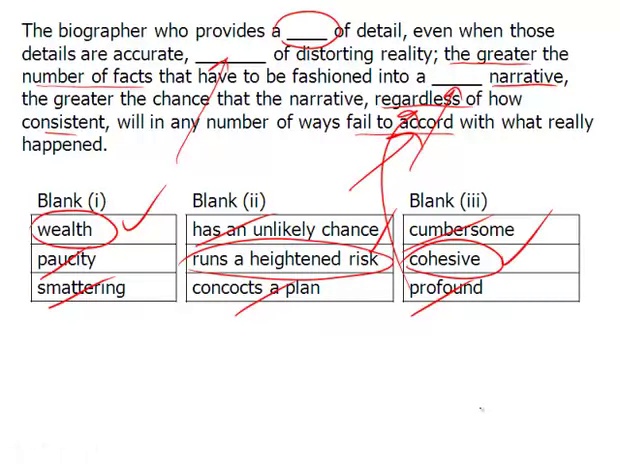 The biographer who provides a ____ of detail, even when those
details are accurate, _______ of distorting reality; the greater the
number of facts that have to be fashioned into a _____ narrative,
the greater the chance that the narrative, regardless of how
consistent, will in any number of ways fail to accord with what really
happened.
Blank (i) Blank (ii) Blank (iii)
wealth has an unlikely chance cumbersome
paucity runs a heightened risk cohesive
smattering concocts a plan profound